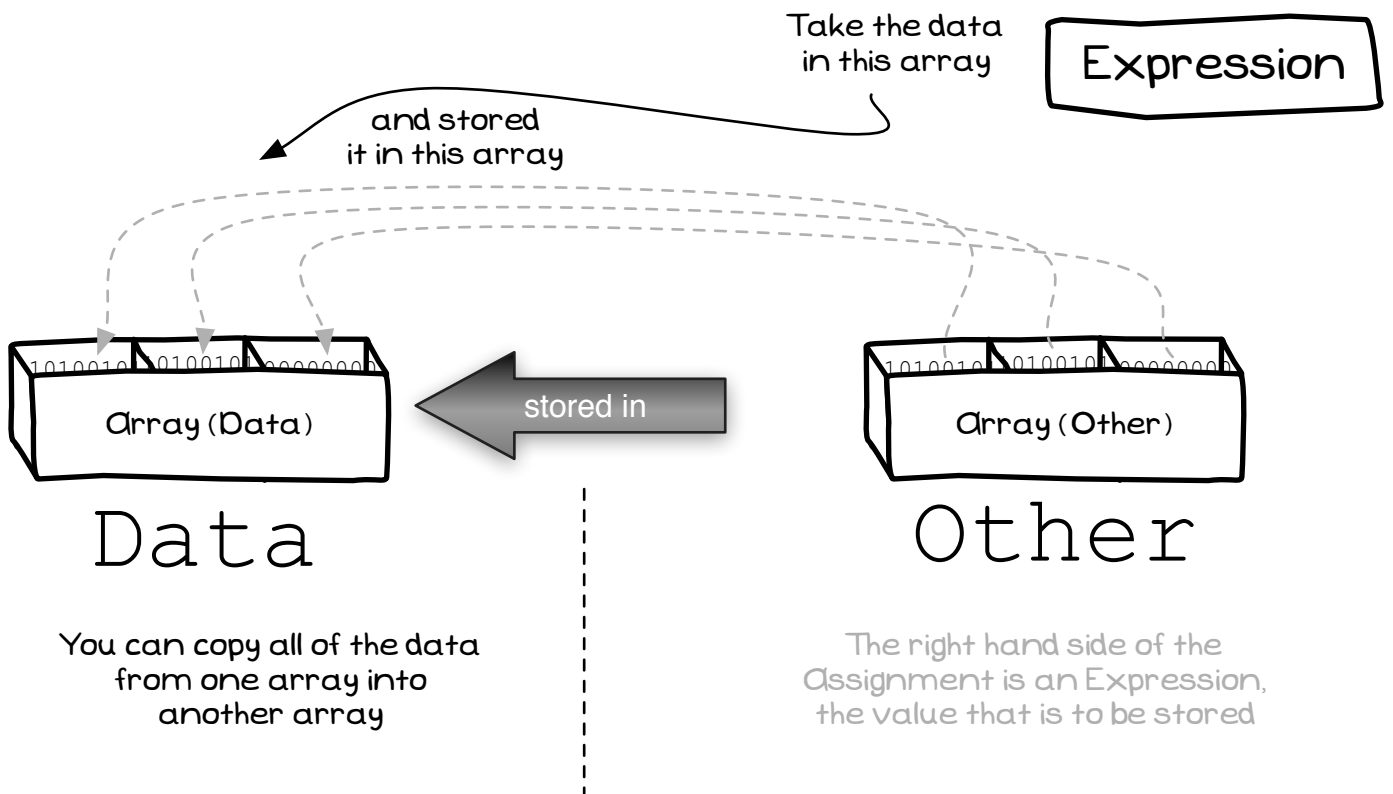 Take the data
in this array
Expression
and stored
it in this array
Array (Data)
stored in
Array (Other)
Data
Other
You can copy all of the data
from one array into
another array
The right hand side of the
Assignment is an Expression,
the value that is to be stored